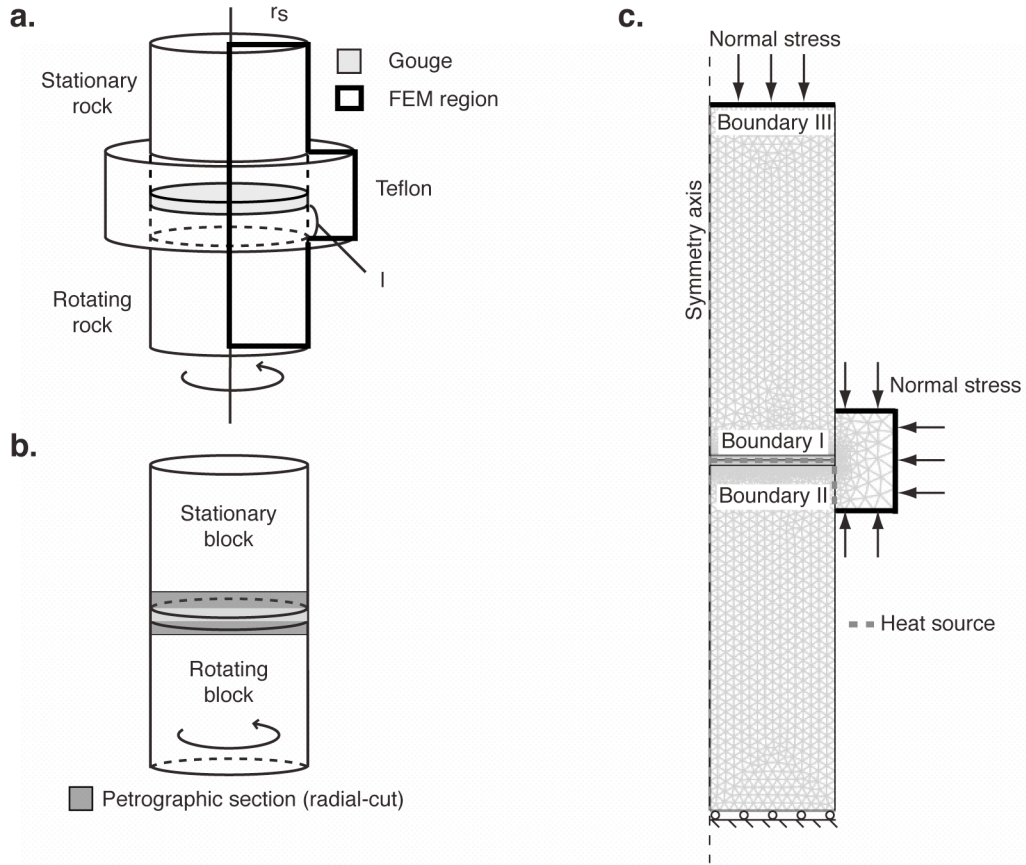 a.
r_s
Stationary
rock
Gouge
FEM region
Teflon
l
Rotating
rock
b.
Stationary
block
Rotating
block
Petrographic section (radial-cut)
c.
Normal stress
Boundary III
Symmetry axis
Normal stress
Boundary I
Boundary II
Heat source